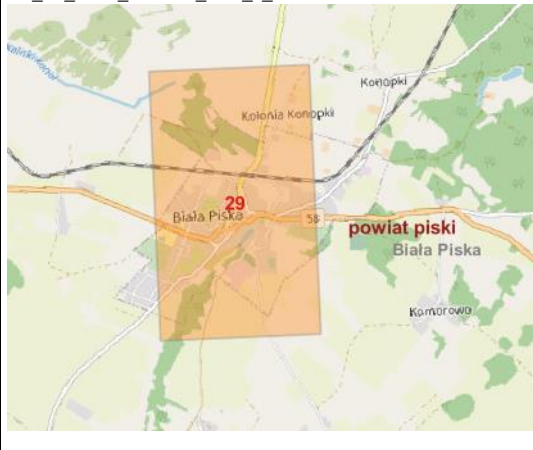 Konopki
Kolonia Konopki
29
Biała Piska
58
powiat piski
Biała Piska
Komorowo